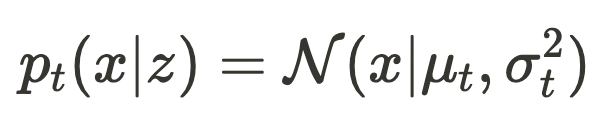 p_t(x|z) = \mathcal{N}(x|\mu_t, \sigma_t^2)